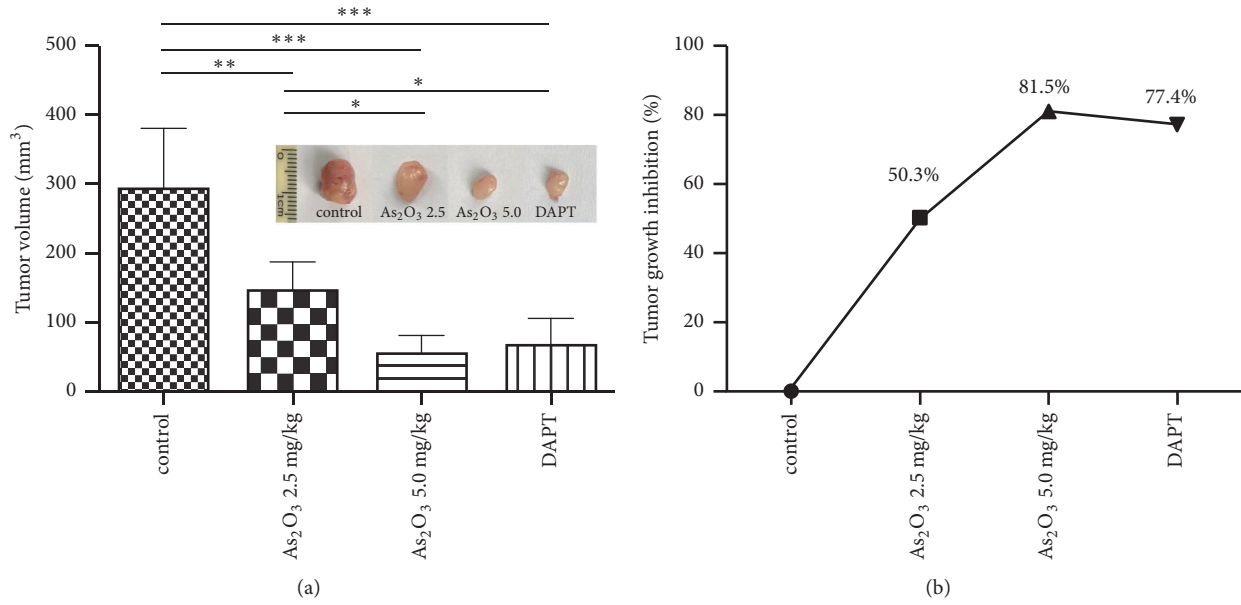 ***
***
**
*
*
500
400
300
200
100
0
Tumor volume (mm³)
0
1cm
control
As₂O₃ 2.5
As₂O₃ 5.0
DAPT
control
As₂O₃ 2.5 mg/kg
As₂O₃ 5.0 mg/kg
DAPT
(a)
100
80
60
40
20
0
Tumor growth inhibition (%)
50.3%
81.5%
77.4%
control
As₂O₃ 2.5 mg/kg
As₂O₃ 5.0 mg/kg
DAPT
(b)